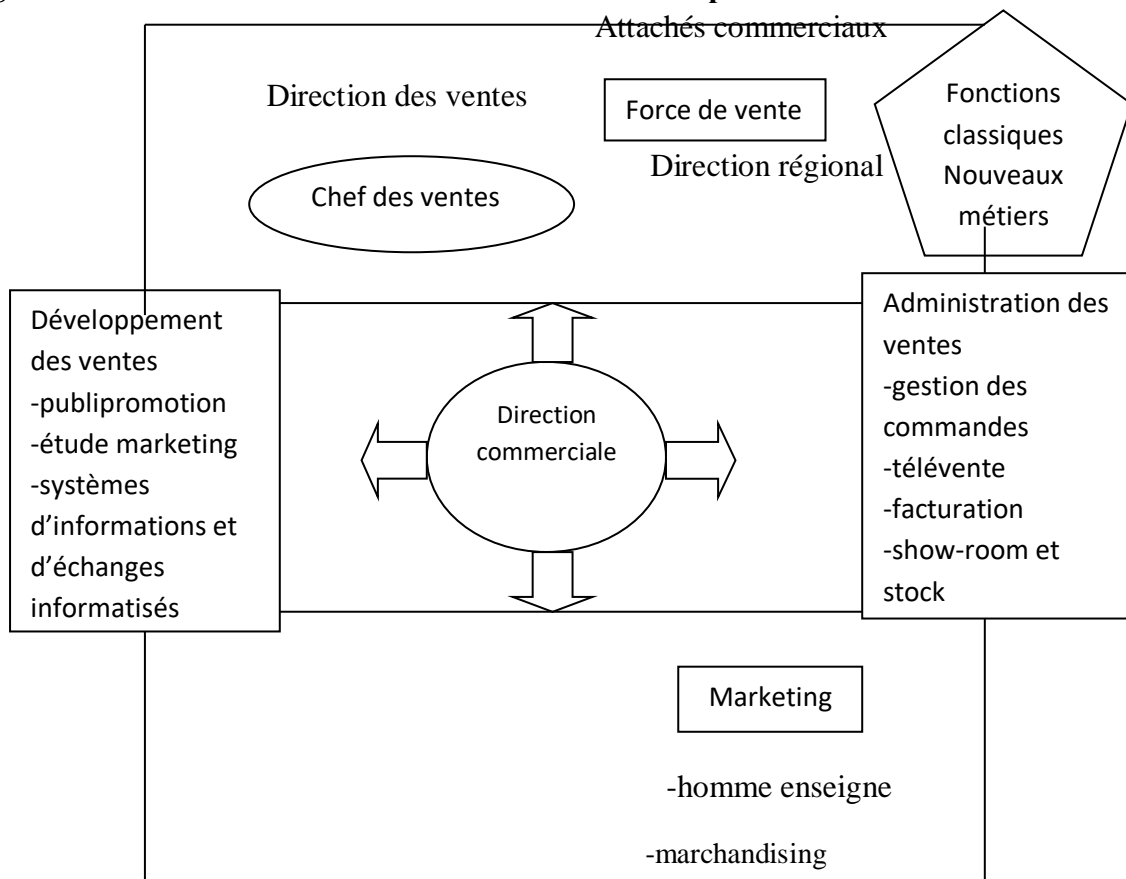 Attachés commerciaux
Direction des ventes
Force de vente
Direction régional
Chef des ventes
Fonctions
classiques
Nouveaux
métiers
Développement
des ventes
-publipromotion
-étude marketing
-systèmes
d’informations et
d’échanges
informatisés
Direction
commerciale
Administration des
ventes
-gestion des
commandes
-télévente
-facturation
-show-room et
stock
Marketing
-homme enseigne
-marchandising